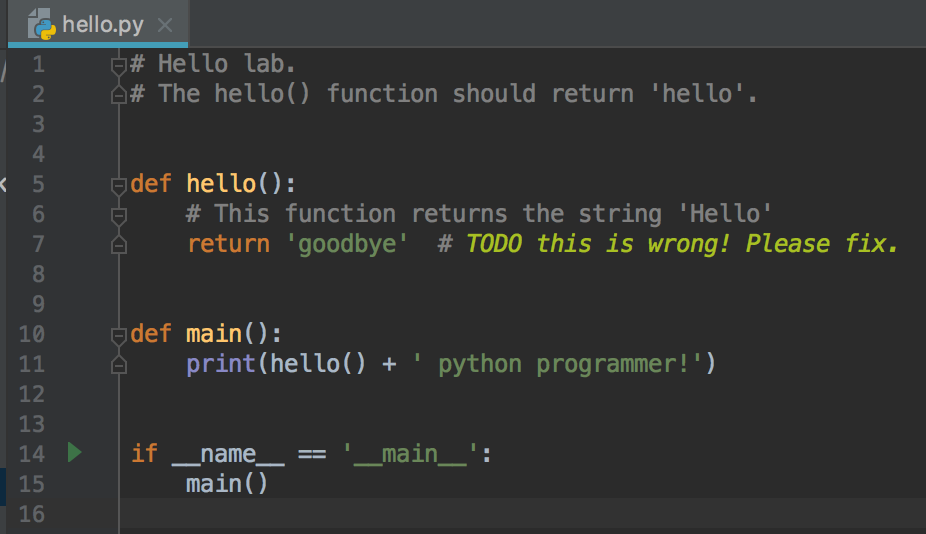 hello.py
1 # Hello lab.
2 # The hello() function should return 'hello'.
3
4
5 def hello():
6     # This function returns the string 'Hello'
7     return 'goodbye'  # TODO this is wrong! Please fix.
8
9
10 def main():
11     print(hello() + ' python programmer!')
12
13
14 if __name__ == '__main__':
15     main()
16